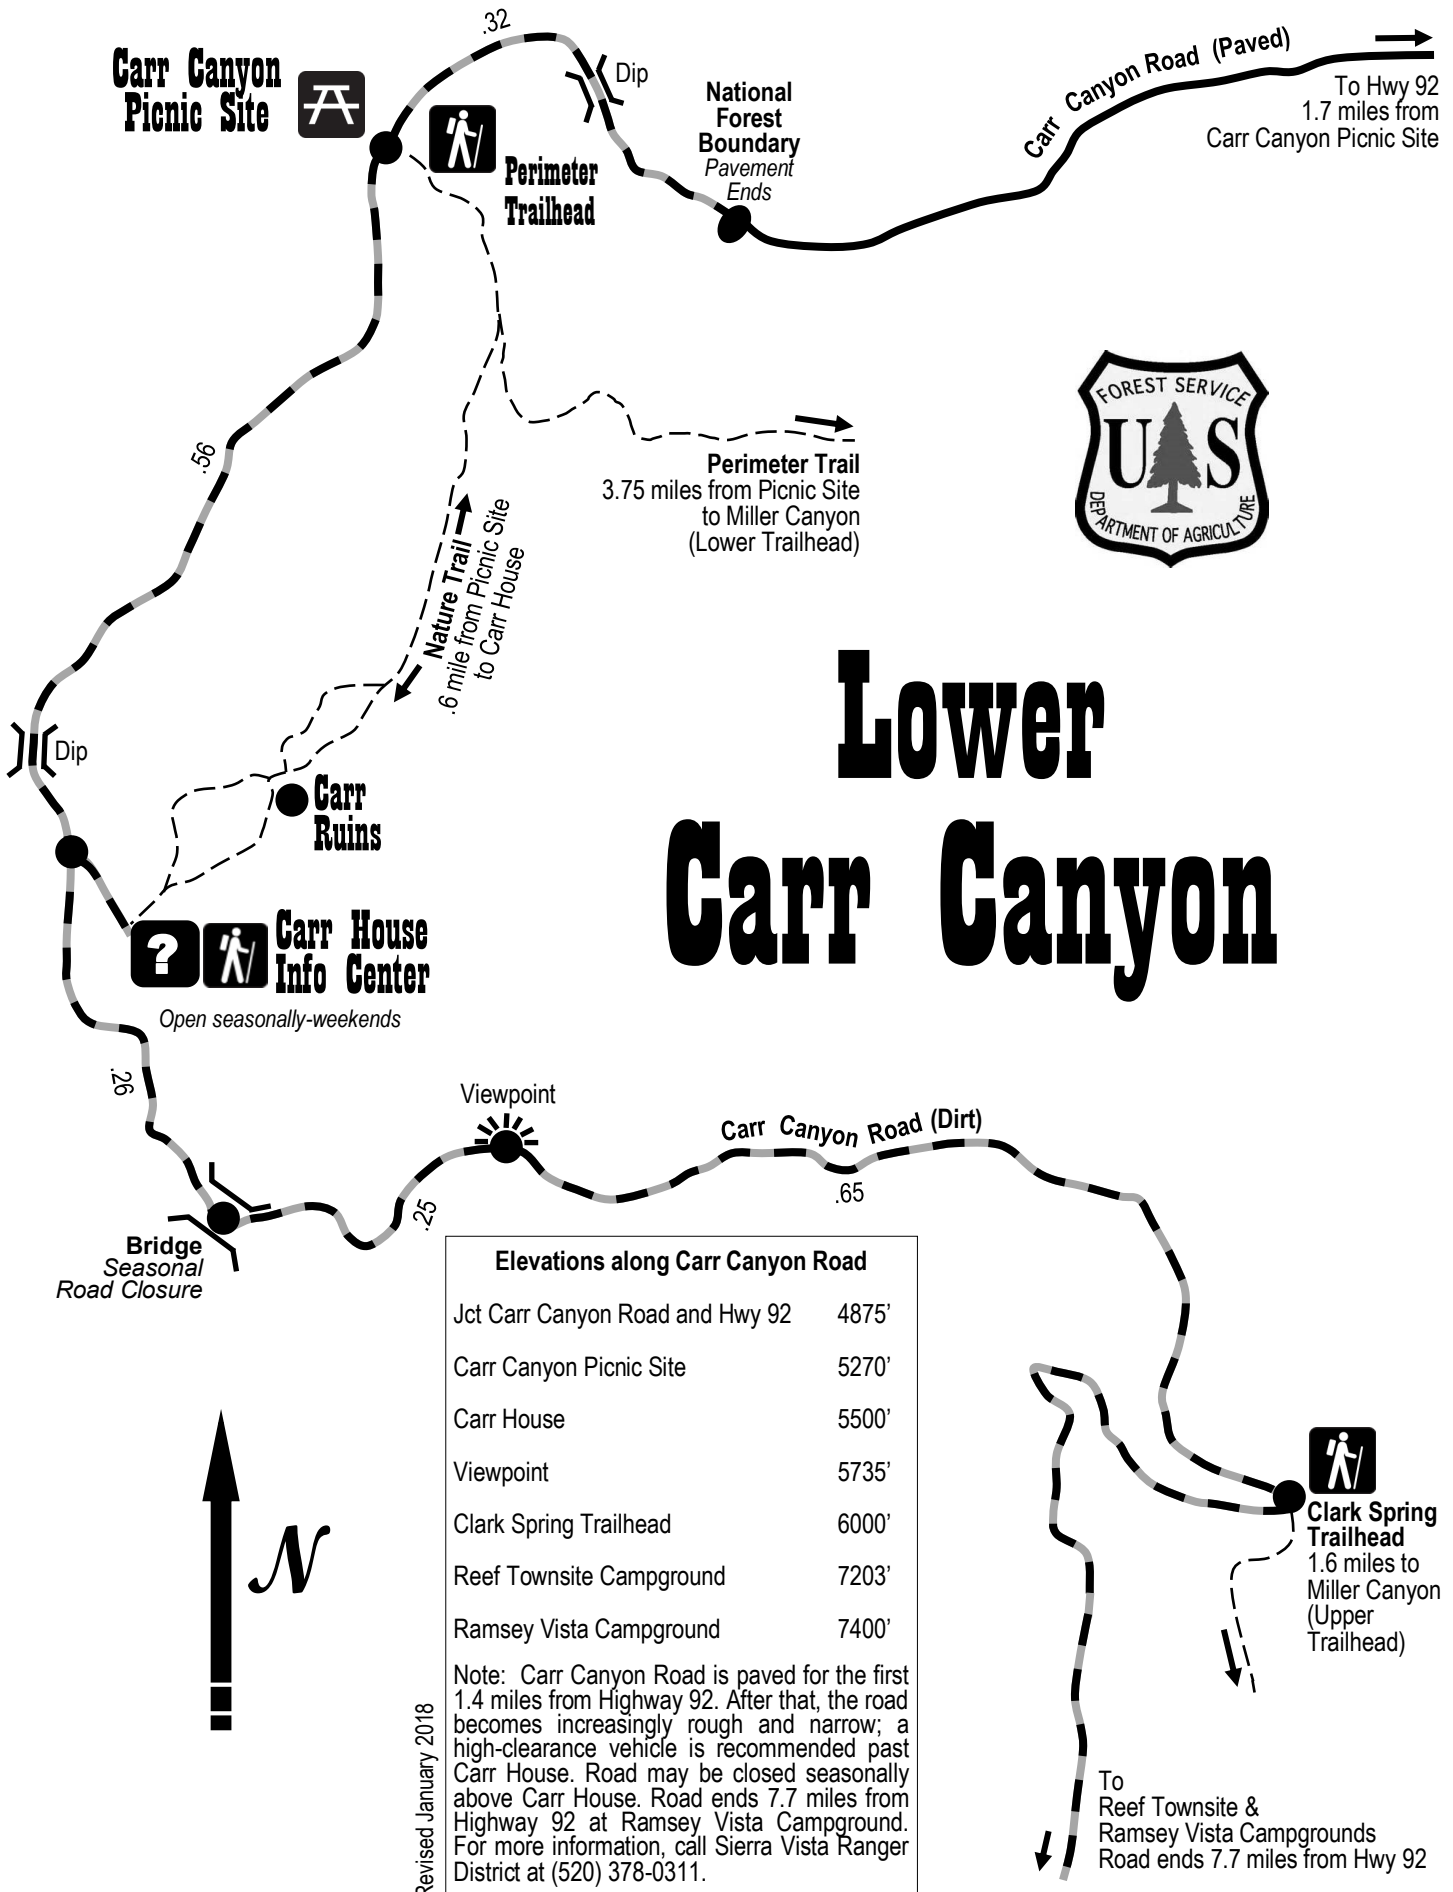 .32
Carr Canyon
Picnic Site
Dip
National
Forest
Boundary
Pavement
Ends
Carr Canyon Road (Paved)
To Hwy 92
1.7 miles from
Carr Canyon Picnic Site
Perimeter
Trailhead
FOREST SERVICE
U S
DEPARTMENT OF AGRICULTURE
.56
Perimeter Trail
3.75 miles from Picnic Site
to Miller Canyon
(Lower Trailhead)
Nature Trail
.6 mile from Picnic Site
to Carr House
Lower
Carr Canyon
Dip
Carr
Ruins
?
Carr House
Info Center
Open seasonally-weekends
.26
Viewpoint
Carr Canyon Road (Dirt)
.65
.25
Bridge
Seasonal
Road Closure
Elevations along Carr Canyon Road
Jct Carr Canyon Road and Hwy 92 4875’
Carr Canyon Picnic Site 5270’
Carr House 5500’
Viewpoint 5735’
Clark Spring Trailhead 6000’
Reef Townsite Campground 7203’
Ramsey Vista Campground 7400’
Note: Carr Canyon Road is paved for the first
1.4 miles from Highway 92. After that, the road
becomes increasingly rough and narrow; a
high-clearance vehicle is recommended past
Carr House. Road may be closed seasonally
above Carr House. Road ends 7.7 miles from
Highway 92 at Ramsey Vista Campground.
For more information, call Sierra Vista Ranger
District at (520) 378-0311.
Revised January 2018
N
Clark Spring
Trailhead
1.6 miles to
Miller Canyon
(Upper
Trailhead)
To
Reef Townsite &
Ramsey Vista Campgrounds
Road ends 7.7 miles from Hwy 92